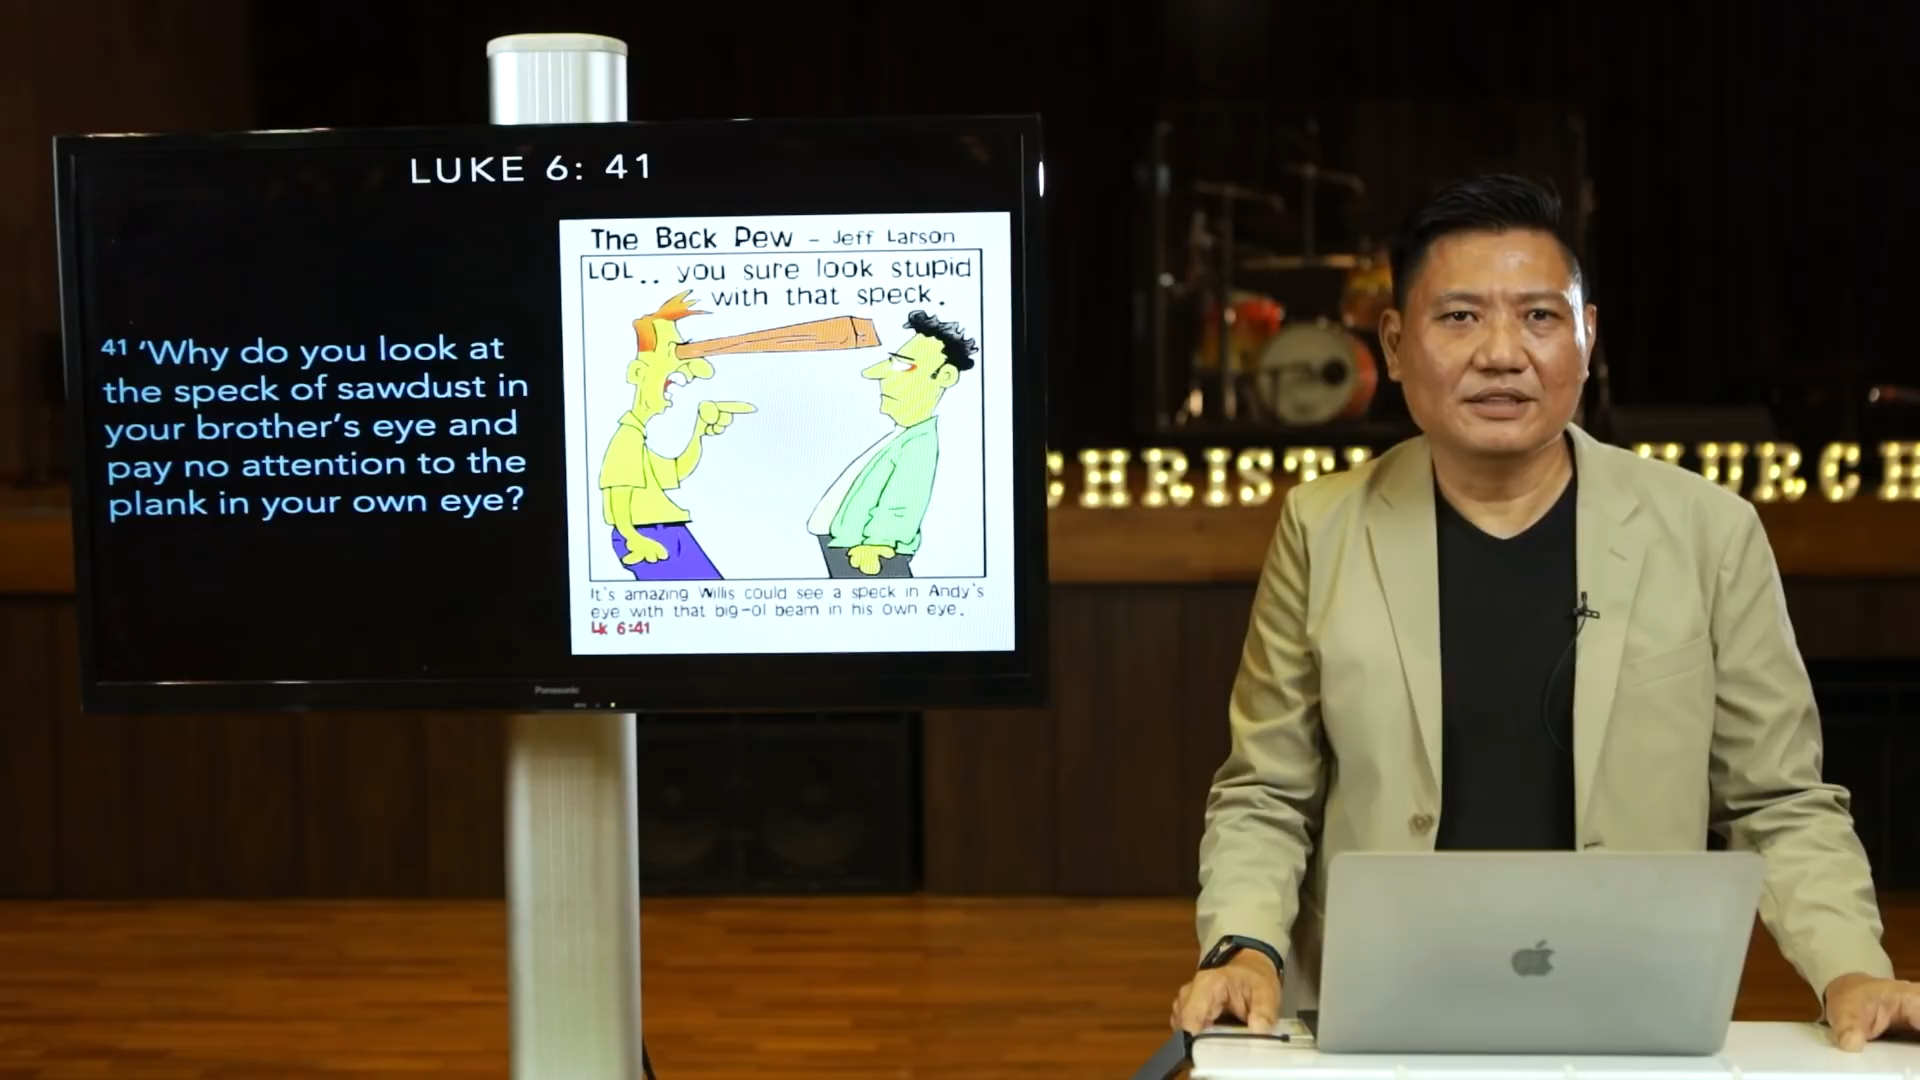 LUKE 6: 41
41 ‘Why do you look at
the speck of sawdust in
your brother’s eye and
pay no attention to the
plank in your own eye?
The Back Pew – Jeff Larson
LOL.. you sure look stupid
with that speck.
It's amazing Willis could see a speck in Andy's
eye with that big-ol beam in his own eye.
Lk 6:41
Panasonic
CHRIST
URCH